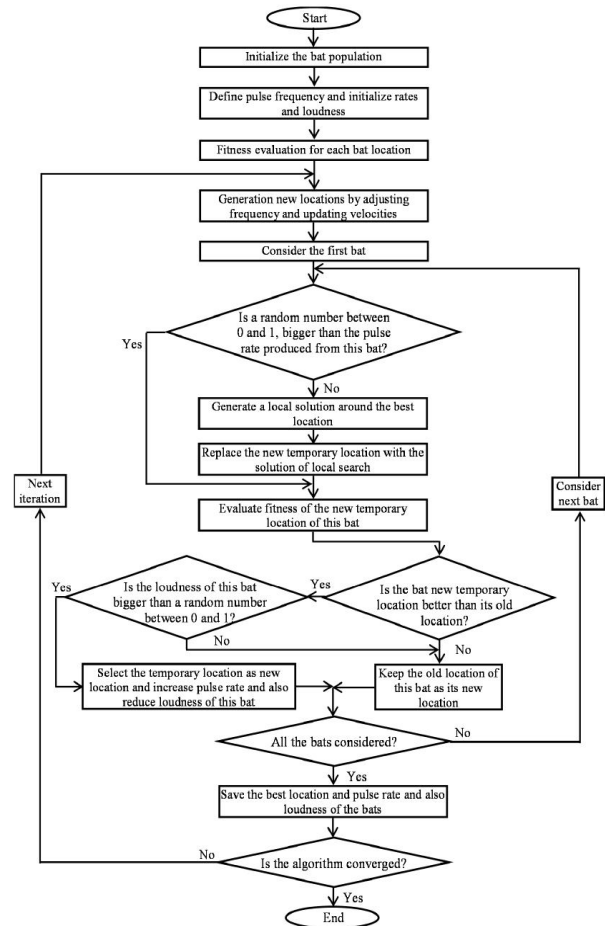 Start
Initialize the bat population
Define pulse frequency and initialize rates
and loudness
Fitness evaluation for each bat location
Generation new locations by adjusting
frequency and updating velocities
Consider the first bat
Is a random number between
0 and 1, bigger than the pulse
rate produced from this bat?
Yes
No
Generate a local solution around the best
location
Replace the new temporary location with the
solution of local search
Next
iteration
Consider
next bat
Evaluate fitness of the new temporary
location of this bat
Yes
Is the loudness of this bat
bigger than a random number
between 0 and 1?
Yes
Is the bat new temporary
location better than its old
location?
No
No
Select the temporary location as new
location and increase pulse rate and also
reduce loudness of this bat
Keep the old location of
this bat as its new
location
All the bats considered?
No
Yes
Save the best location and pulse rate and also
loudness of the bats
No
Is the algorithm converged?
Yes
End